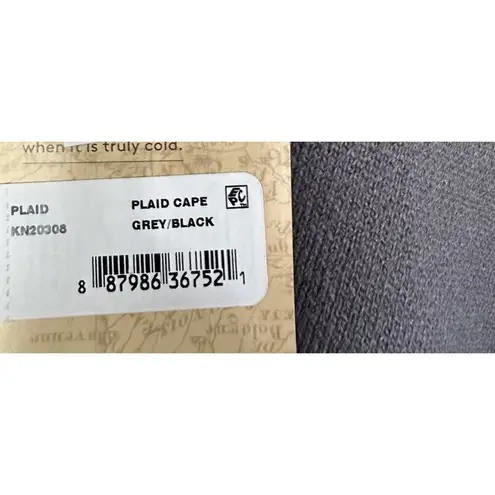 when it is truly cold.
PLAID
KN20308
PLAID CAPE
GREY/BLACK
8 87986 36752 1